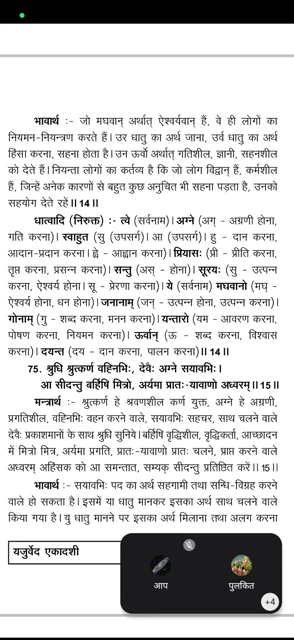 भावार्थ :- जो मघवान् अर्थात् ऐश्वर्यवान् हैं, वे ही लोगों का
नियमन-नियन्त्रण करते हैं। उर धातु का अर्थ जाना, उर्व धातु का अर्थ
हिंसा करना, सहना होता है। उन ऊर्वो अर्थात् गतिशील, ज्ञानी, सहनशील
को देते हैं। नियन्ता लोगों का कर्तव्य है कि जो लोग विद्वान् हैं, कर्मशील
हैं, जिन्हें अनेक कारणों से बहुत कुछ अनुचित भी सहना पड़ता है, उनको
सहयोग देते रहें॥14॥
धात्वादि (निरुक्त) :- त्वे (सर्वनाम)। अग्ने (अग् - अग्रणी होना,
गति करना)। स्वाहुत (सु (उपसर्ग)। आ (उपसर्ग)। हु - दान करना,
आदान-प्रदान करना। ह्वे - आह्वान करना)। प्रियासः (प्री - प्रीति करना,
तृप्त करना, प्रसन्न करना)। सन्तु (अस् - होना)। सूरयः (सु - उत्पन्न
करना, ऐश्वर्य होना। सू - प्रेरणा करना)। ये (सर्वनाम) मघवानो (मघ् -
ऐश्वर्य होना, धन होना)। जनानाम् (जन् - उत्पन्न होना, उत्पन्न करना)।
गोनाम् (गु - शब्द करना, मनन करना)। यन्तारो (यम - आवरण करना,
पोषण करना, नियमन करना)। ऊर्वान् (ऊ - शब्द करना, विश्वास
करना)। दयन्त (दय - दान करना, पालन करना)॥14॥
75. श्रुधि श्रुत्कर्ण वह्निभिः, देवैः अग्ने सयावभिः।
आ सीदन्तु बर्हिषि मित्रो, अर्यमा प्रातः-यावाणो अध्वरम्॥15॥
मन्त्रार्थ :- श्रुत्कर्ण हे श्रवणशील कर्ण युक्त, अग्ने हे अग्रणी,
प्रगतिशील, वह्निभिः वहन करने वाले, सयावभिः सहचर, साथ चलने वाले
देवैः प्रकाशमानों के साथ श्रुधि सुनिये। बर्हिषि वृद्धिशील, वृद्धिकर्ता, आच्छादन
में मित्रो मित्र, अर्यमा प्रगति, प्रातः-यावाणो प्रातः चलने, प्राप्त करने वाले
अध्वरम् अहिंसक को आ समन्तात, सम्यक् सीदन्तु प्रतिष्ठित करें॥15॥
भावार्थ :- सयावभिः पद का अर्थ सहगामी तथा सन्धि-विग्रह करने
वाले हो सकता है। इसमें या धातु मानकर इसका अर्थ साथ चलने वाले
किया गया है। यु धातु मानने पर इसका अर्थ मिलाना तथा अलग करना
यजुर्वेद एकादशी
आप
पुलकित
+4